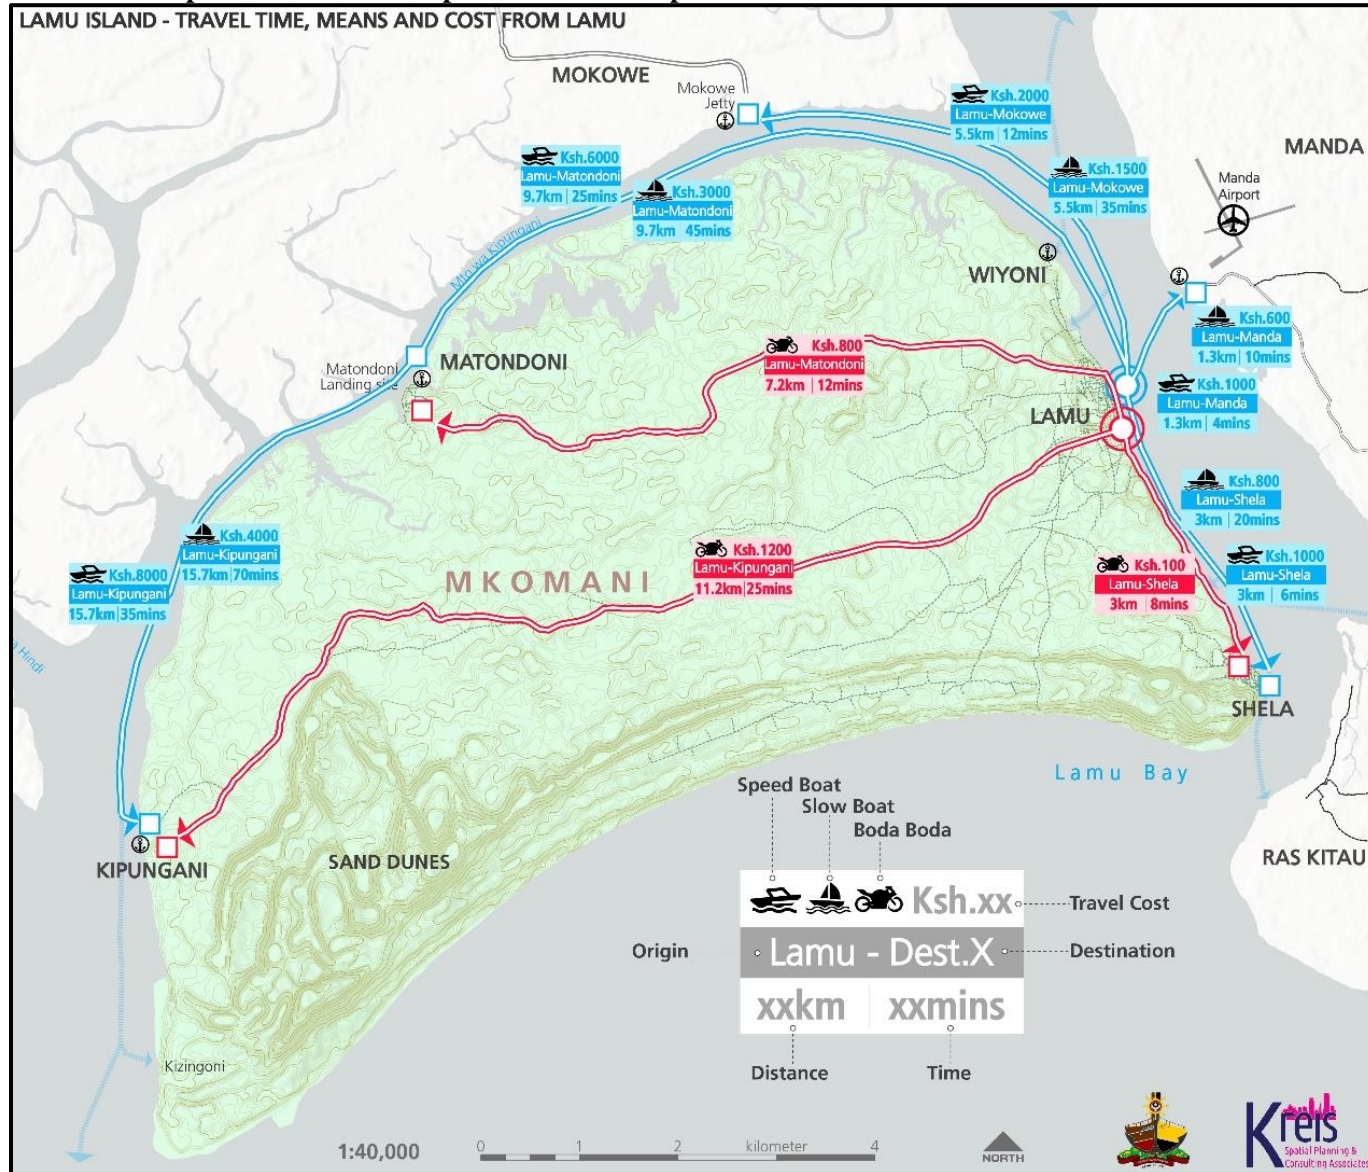 LAMU ISLAND - TRAVEL TIME, MEANS AND COST FROM LAMU
MOKOWE
Mokowe
Jetty
Ksh.2000
Lamu-Mokowe
5.5km 12mins
MANDA
Ksh.6000
Lamu-Matondoni
9.7km 25mins
Ksh.3000
Lamu-Matondoni
9.7km 45mins
Ksh.1500
Lamu-Mokowe
5.5km 35mins
Manda
Airport
Mto wa Kipungani
WIYONI
Ksh.600
Lamu-Manda
1.3km 10mins
Ksh.800
Lamu-Matondoni
7.2km 12mins
Matondoni
Landing site
MATONDONI
Ksh.1000
Lamu-Manda
1.3km 4mins
LAMU
Ksh.800
Lamu-Shela
3km 20mins
Ksh.4000
Lamu-Kipungani
15.7km 70mins
Ksh.8000
Lamu-Kipungani
15.7km 35mins
Ksh.1200
Lamu-Kipungani
11.2km 25mins
MKOMANI
Ksh.100
Lamu-Shela
3km 8mins
Ksh.1000
Lamu-Shela
3km 6mins
a Hindi
SHELA
Lamu Bay
Speed Boat
Slow Boat
Boda Boda
KIPUNGANI
SAND DUNES
RAS KITAU
Ksh.xx
Travel Cost
Origin
Lamu - Dest.X
Destination
xxkm xxmins
Distance
Time
Kizingoni
1:40,000
0 1 2 kilometer 4
NORTH
Kreis
Spatial Planning &
Consulting Associates